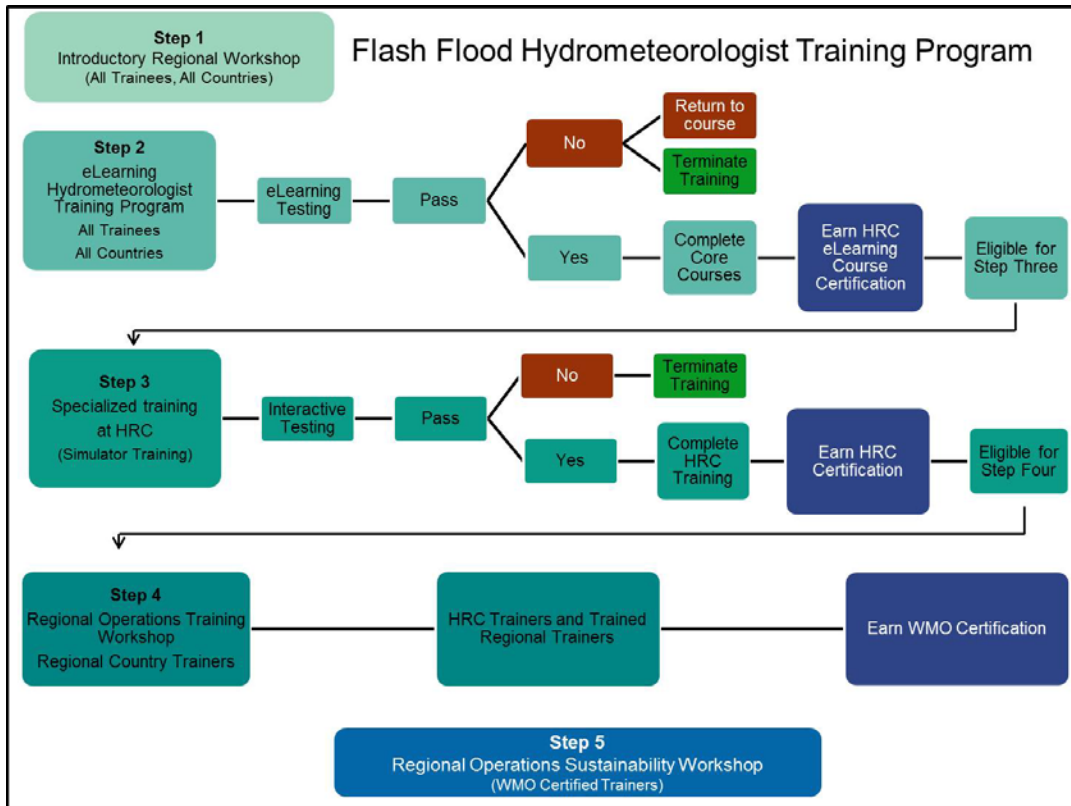 Step 1
Introductory Regional Workshop
(All Trainees, All Countries)
Flash Flood Hydrometeorologist Training Program
Step 2
eLearning
Hydrometeorologist
Training Program
All Trainees
All Countries
eLearning
Testing
Pass
No
Return to
course
Terminate
Training
Yes
Complete
Core
Courses
Earn HRC
eLearning
Course
Certification
Eligible for
Step Three
Step 3
Specialized training
at HRC
(Simulator Training)
Interactive
Testing
Pass
No
Terminate
Training
Yes
Complete
HRC
Training
Earn HRC
Certification
Eligible for
Step Four
Step 4
Regional Operations Training
Workshop
Regional Country Trainers
HRC Trainers and Trained
Regional Trainers
Earn WMO Certification
Step 5
Regional Operations Sustainability Workshop
(WMO Certified Trainers)